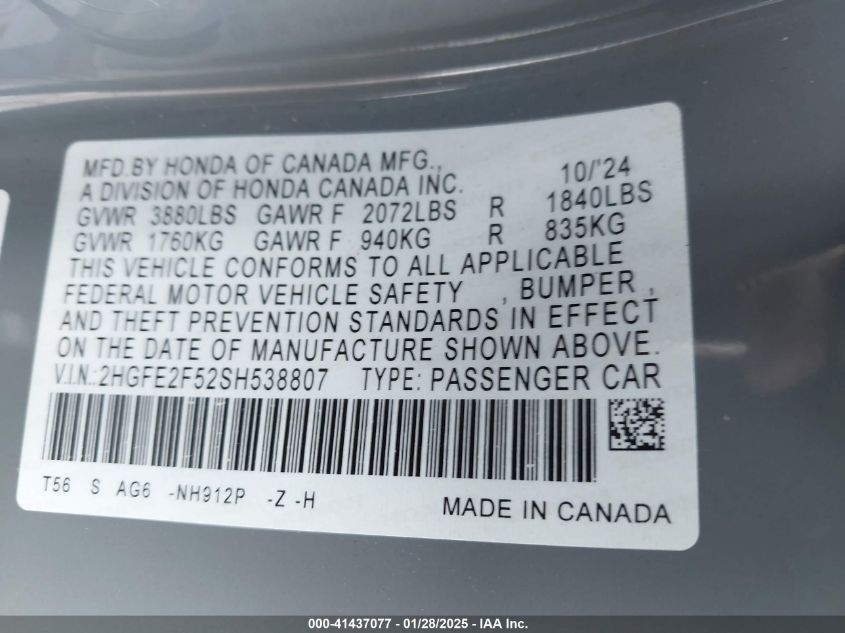 MFD.BY HONDA OF CANADA MFG., 10/'24
A DIVISION OF HONDA CANADA INC.
GVWR 3880LBS GAWR F 2072LBS R 1840LBS
GVWR 1760KG GAWR F 940KG R 835KG
THIS VEHICLE CONFORMS TO ALL APPLICABLE
FEDERAL MOTOR VEHICLE SAFETY , BUMPER ,
AND THEFT PREVENTION STANDARDS IN EFFECT
ON THE DATE OF MANUFACTURE SHOWN ABOVE.
V.I.N.:2HGFE2F52SH538807 TYPE: PASSENGER CAR
T56 S AG6 -NH912P -Z -H MADE IN CANADA
000-41437077 - 01/28/2025 - IAA Inc.